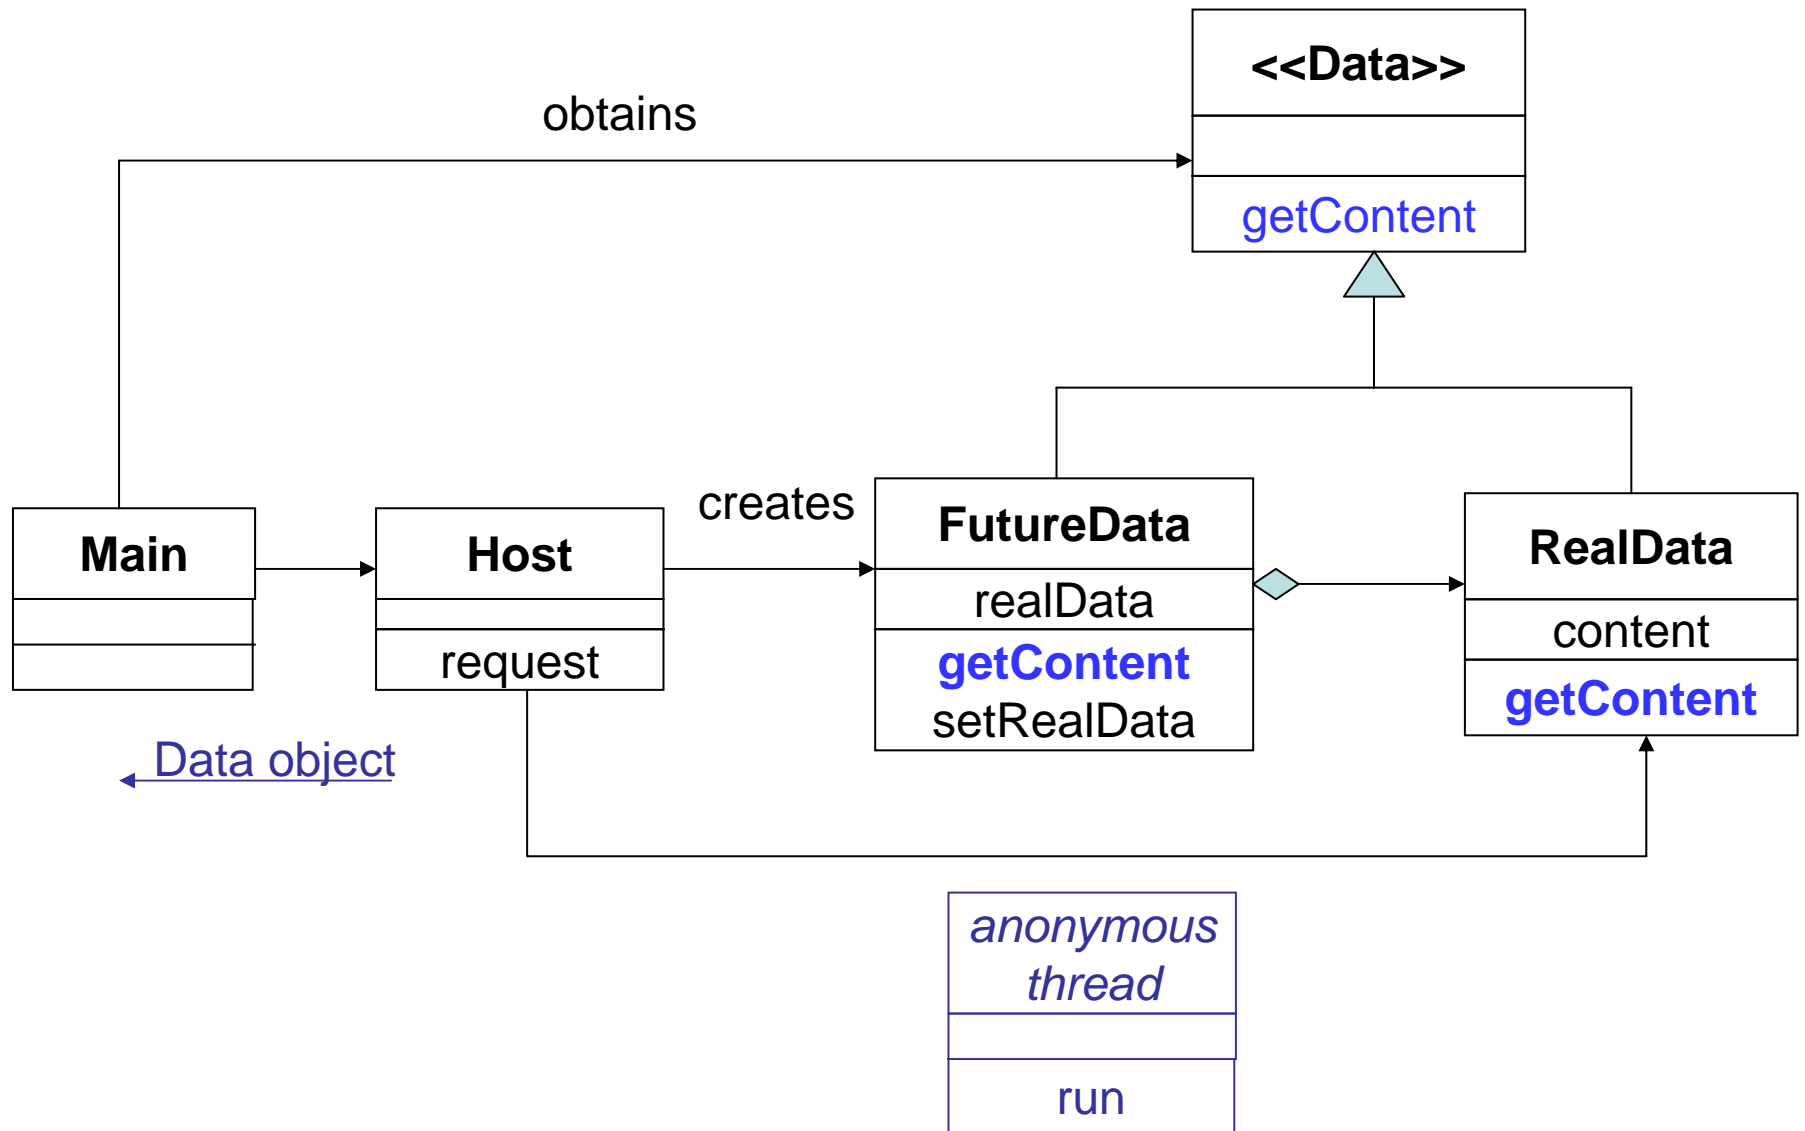 <<Data>>
obtains
getContent
creates
Main
Host
FutureData
RealData
realData
content
request
getContent
getContent
setRealData
Data object
anonymous
thread
run